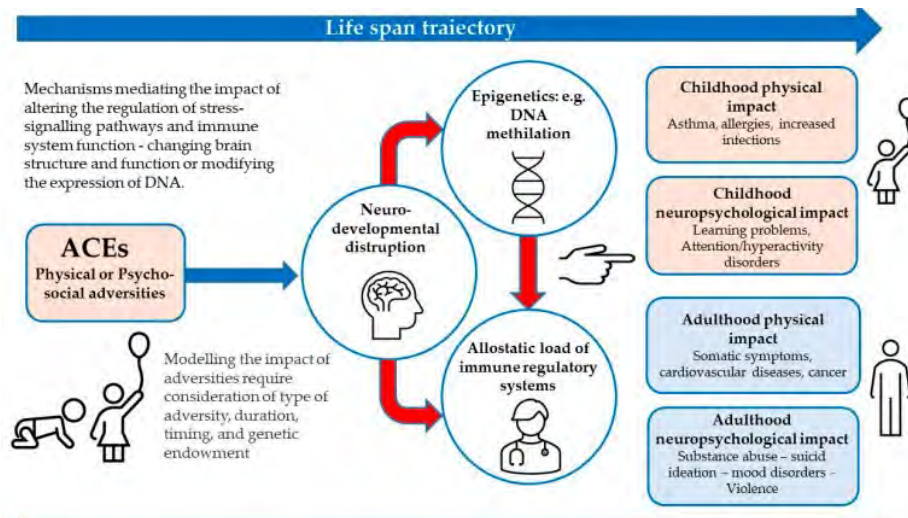 Life span traiectory
Mechanisms mediating the impact of
altering the regulation of stress-
signalling pathways and immune
system function - changing brain
structure and function or modifying
the expression of DNA.
ACEs
Physical or Psycho-
social adversities
Modelling the impact of
adversities require
consideration of type of
adversity, duration,
timing, and genetic
endowment
Neuro-
developmental
distruption
Epigenetics: e.g.
DNA
methilation
Allostatic load of
immune regulatory
systems
Childhood physical
impact
Asthma, allergies, increased
infections
Childhood
neuropsychological impact
Learning problems,
Attention/hyperactivity
disorders
Adulthood physical
impact
Somatic symptoms,
cardiovascular diseases, cancer
Adulthood
neuropsychological impact
Substance abuse – suicid
ideation – mood disorders –
Violence